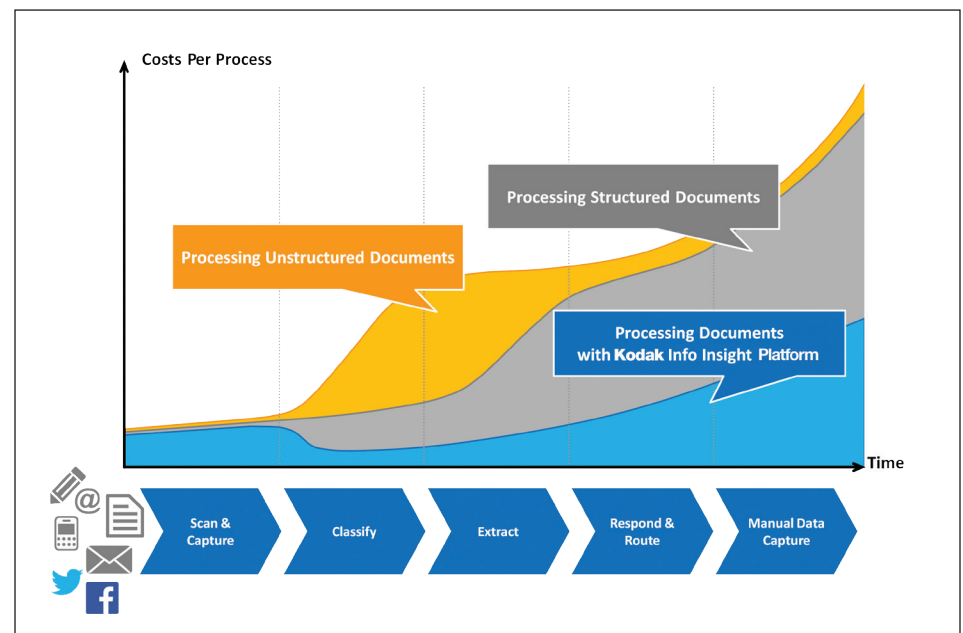 Costs Per Process
Processing Structured Documents
Processing Unstructured Documents
Processing Documents
with Kodak Info Insight Platform
Time
@
Scan &
Capture
Classify
Extract
Respond &
Route
Manual Data
Capture
f